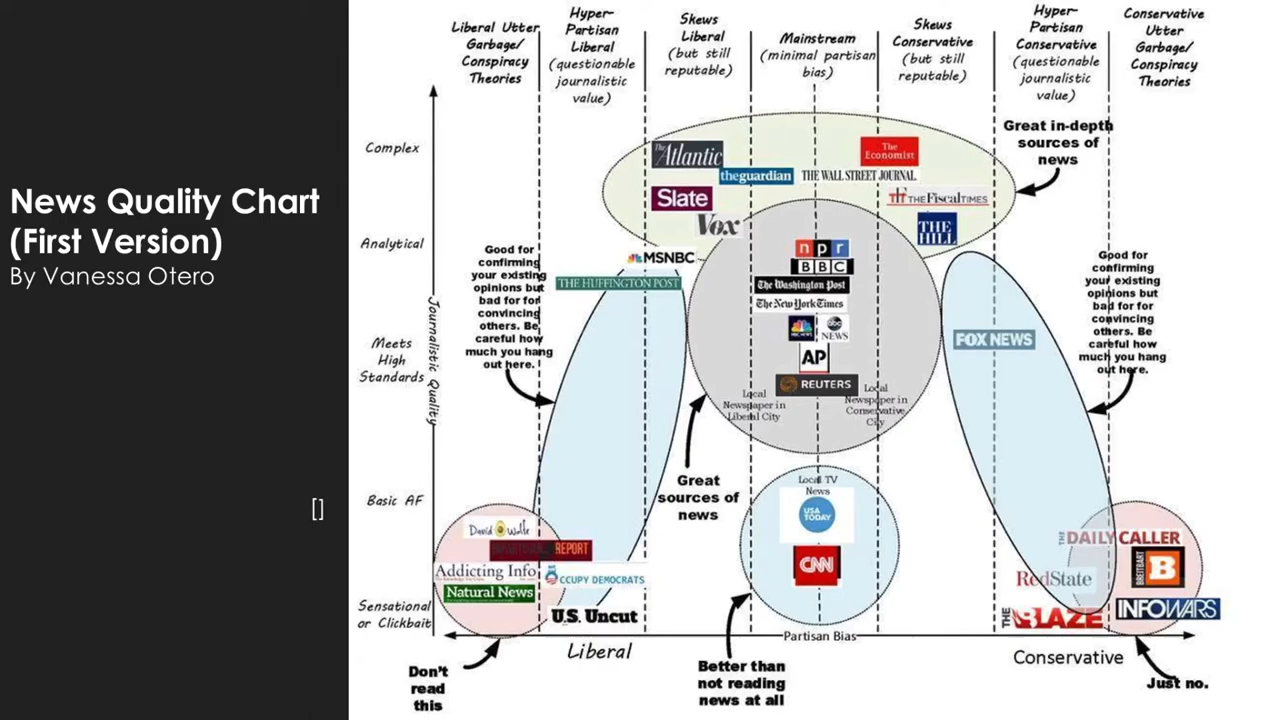 News Quality Chart
(First Version)
By Vanessa Otero
[]
Liberal Utter
Garbage/
Conspiracy
Theories
Hyper-
Partisan
Liberal
(questionable
journalistic
value)
Skews
Liberal
(but still
reputable)
Mainstream
(minimal partisan
bias)
Skews
Conservative
(but still
reputable)
Hyper-
Partisan
Conservative
(questionable
journalistic
value)
Conservative
Utter
Garbage/
Conspiracy
Theories
Complex
Analytical
Meets
High
Standards
Basic AF
Sensational
or Clickbait
Journalistic Quality
Great in-depth
sources of
news
The
Atlantic
theguardian
Slate
Vox
The
Economist
THE WALL STREET JOURNAL.
TF THE FISCAL TIMES
THE
HILL
MSNBC
THE HUFFINGTON POST
Good for
confirming
your existing
opinions but
bad for for
convincing
others. Be
careful how
much you hang
out here.
npr
BBC
The Washington Post
The New York Times
NBC NEWS
abc
NEWS
AP
REUTERS
Local
Newspaper in
Liberal City
Local
Newspaper in
Conservative
City
FOX NEWS
Gpod for
confirming
your existing
opinions but
bad for for
convincing
others. Be
careful how
much you hang
out here.
Great
sources of
news
Local TV
News
USA
TODAY
CNN
David Wolfe
REPORT
Addicting Info
Natural News
OCCUPY DEMOCRATS
U.S. Uncut
THE DAILY CALLER
BREITBART
B
RedState
THE BLAZE
INFOWARS
Partisan Bias
Liberal
Conservative
Don't
read
this
Better than
not reading
news at all
Just no.